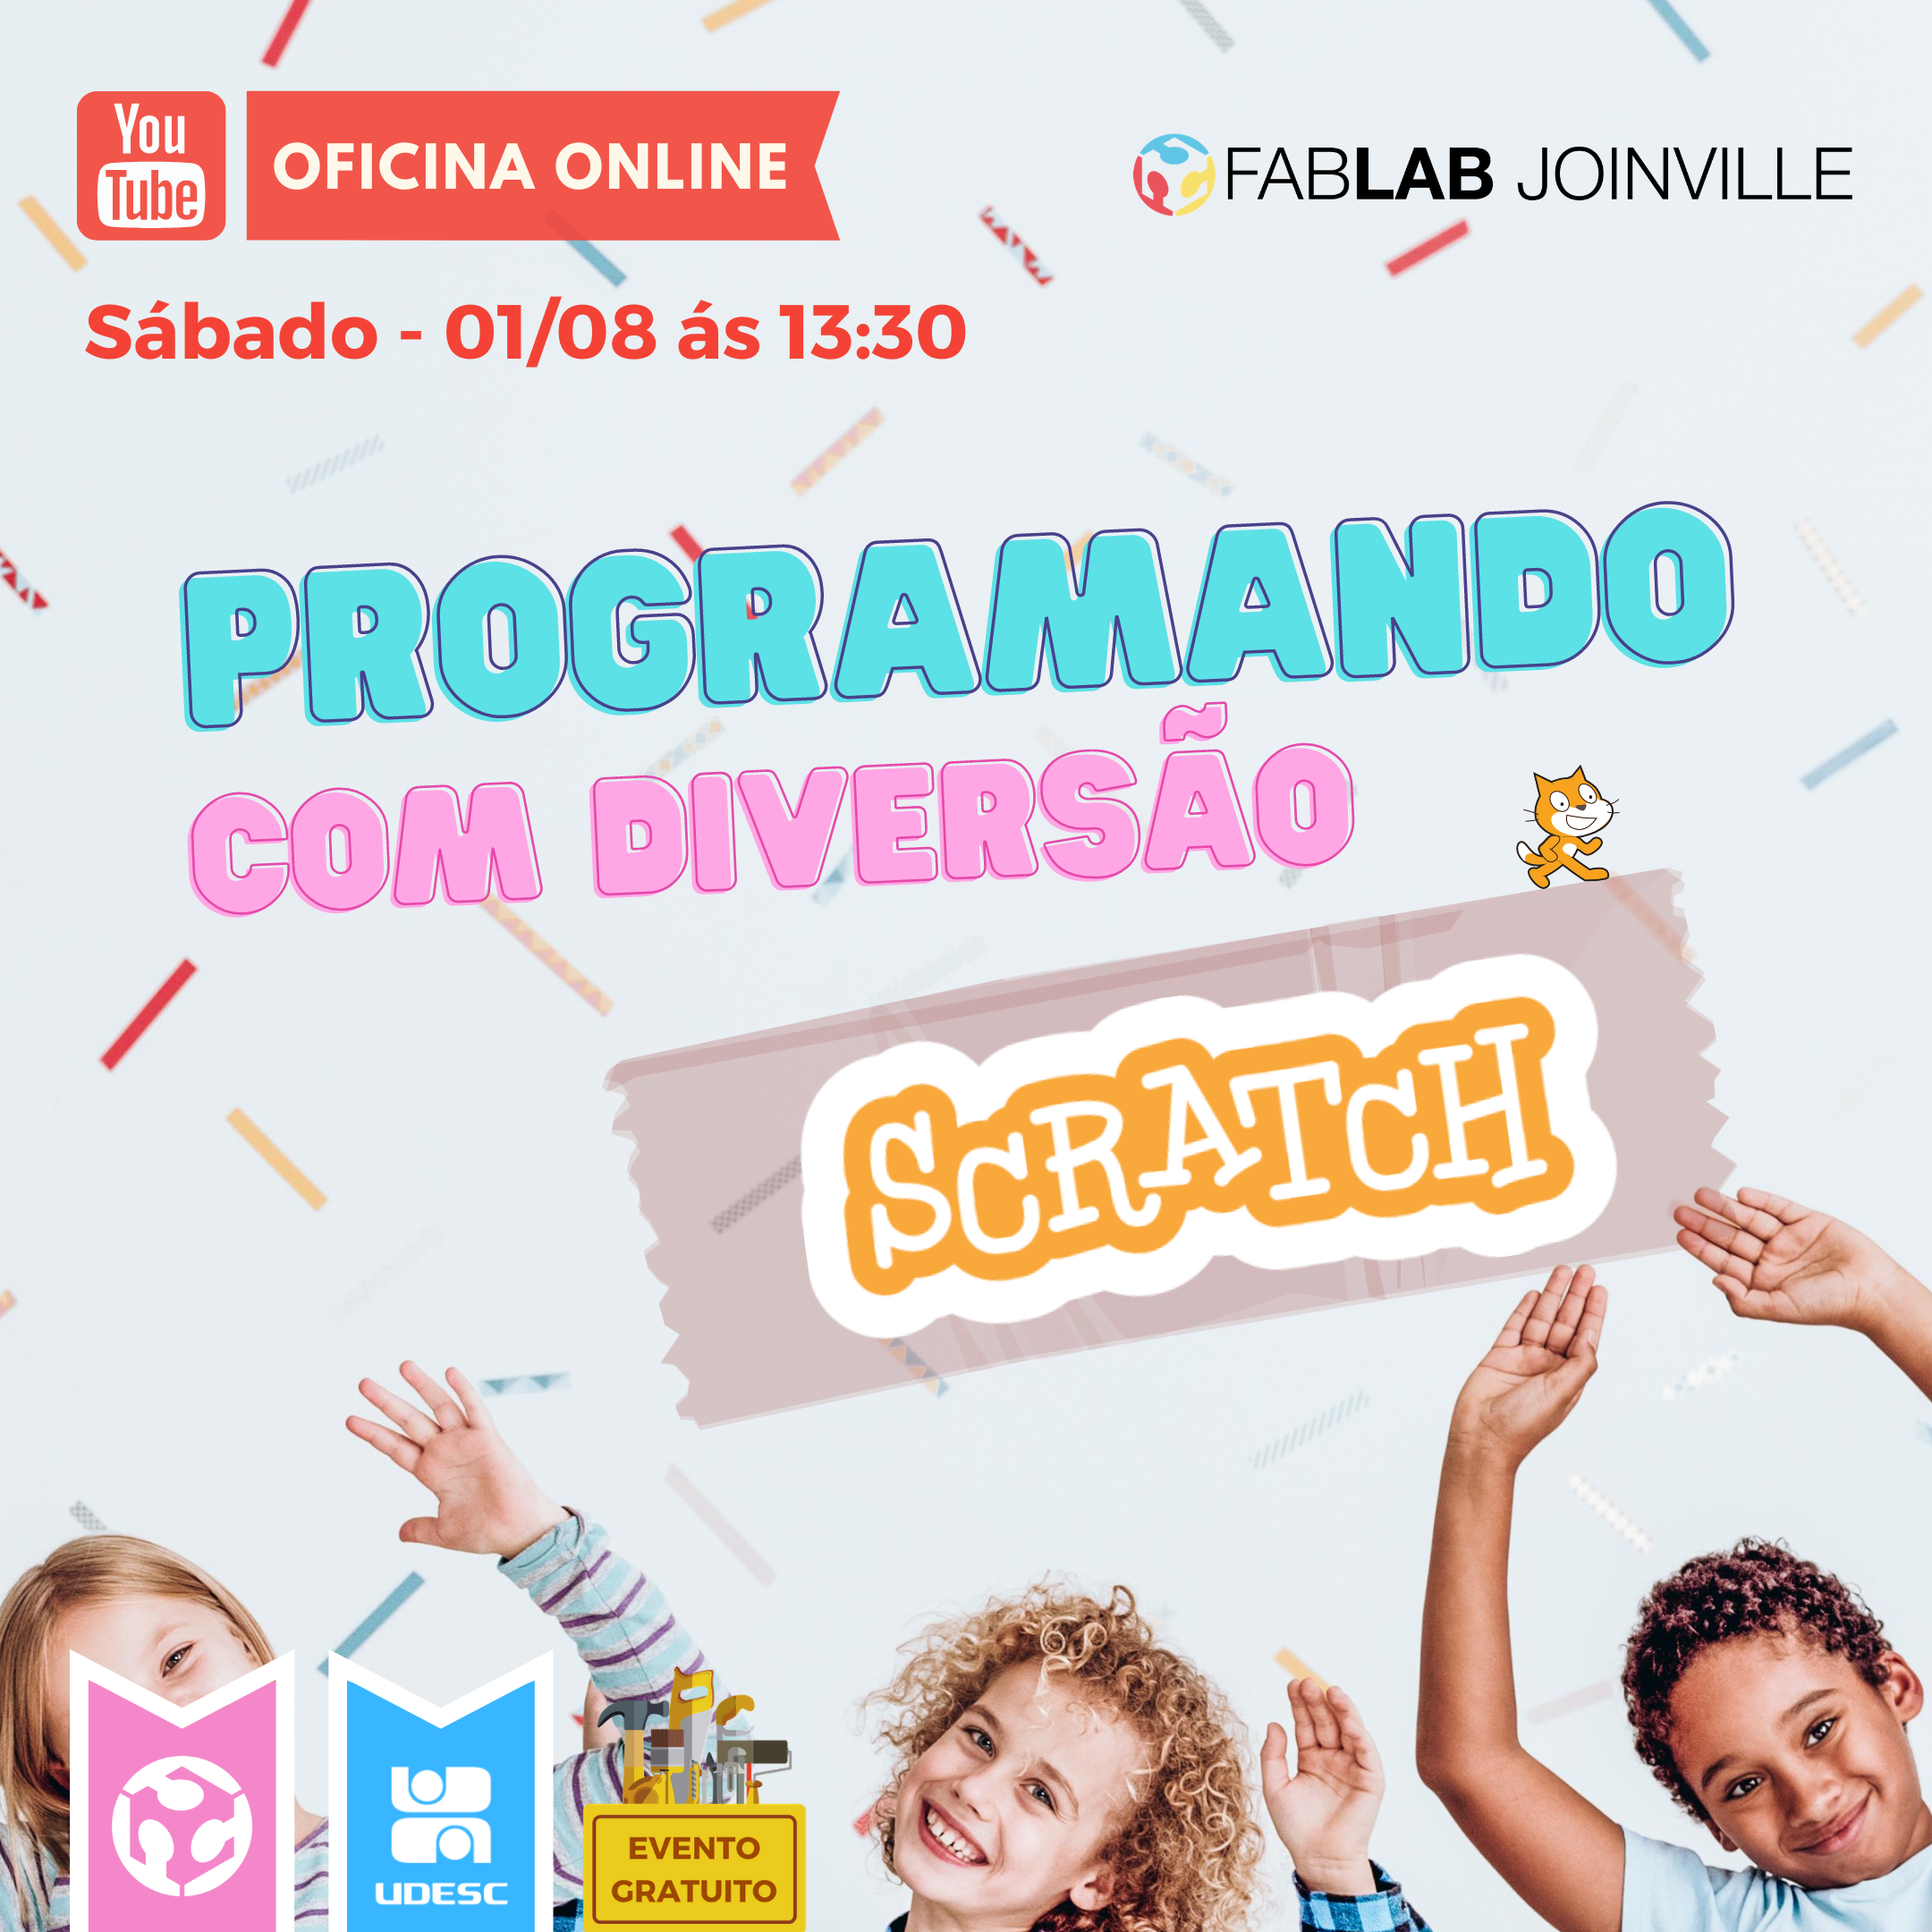 You
Tube
OFICINA ONLINE
FABLAB JOINVILLE
Sábado - 01/08 ás 13:30
PROGRAMANDO
COM DIVERSÃO
SCRATCH
UDESC
EVENTO
GRATUITO